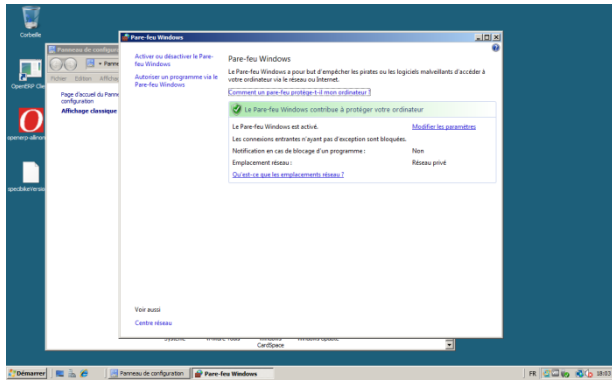 Corbeille
OpenERP Clie
openerp-allinon
Panneau de configura
Panne
Fichier Edition Affichа
Page d'accueil du Pann
configuration
Affichage classique
Pare-feu Windows
Activer ou désactiver le Pare-
feu Windows
Autoriser un programme via le
Pare-feu Windows
Voir aussi
Centre réseau
Pare-feu Windows
Le Pare-feu Windows a pour but d'empêcher les pirates ou les logiciels malveillants d'accéder à
votre ordinateur via le réseau ou Internet.
Comment un pare-feu protège-t-il mon ordinateur ?
Le Pare-feu Windows contribue à protéger votre ordinateur
Le Pare-feu Windows est activé. Modifier les paramètres
Les connexions entrantes n'ayant pas d'exception sont bloquées.
Notification en cas de blocage d'un programme : Non
Emplacement réseau : Réseau privé
Qu'est-ce que les emplacements réseau ?
CardSpace
Démarrer
Panneau de configuration
Pare-feu Windows
FR
18:03